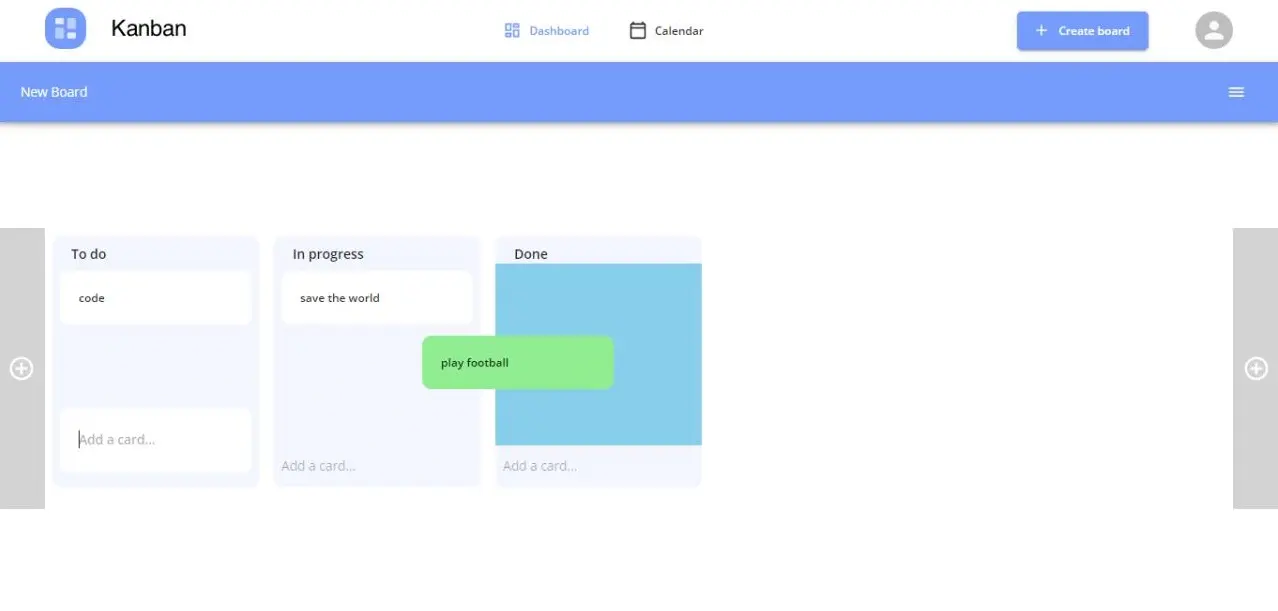 Kanban
Dashboard
Calendar
Create board
New Board
To do
code
Add a card...
In progress
save the world
Add a card...
Done
play football
Add a card...